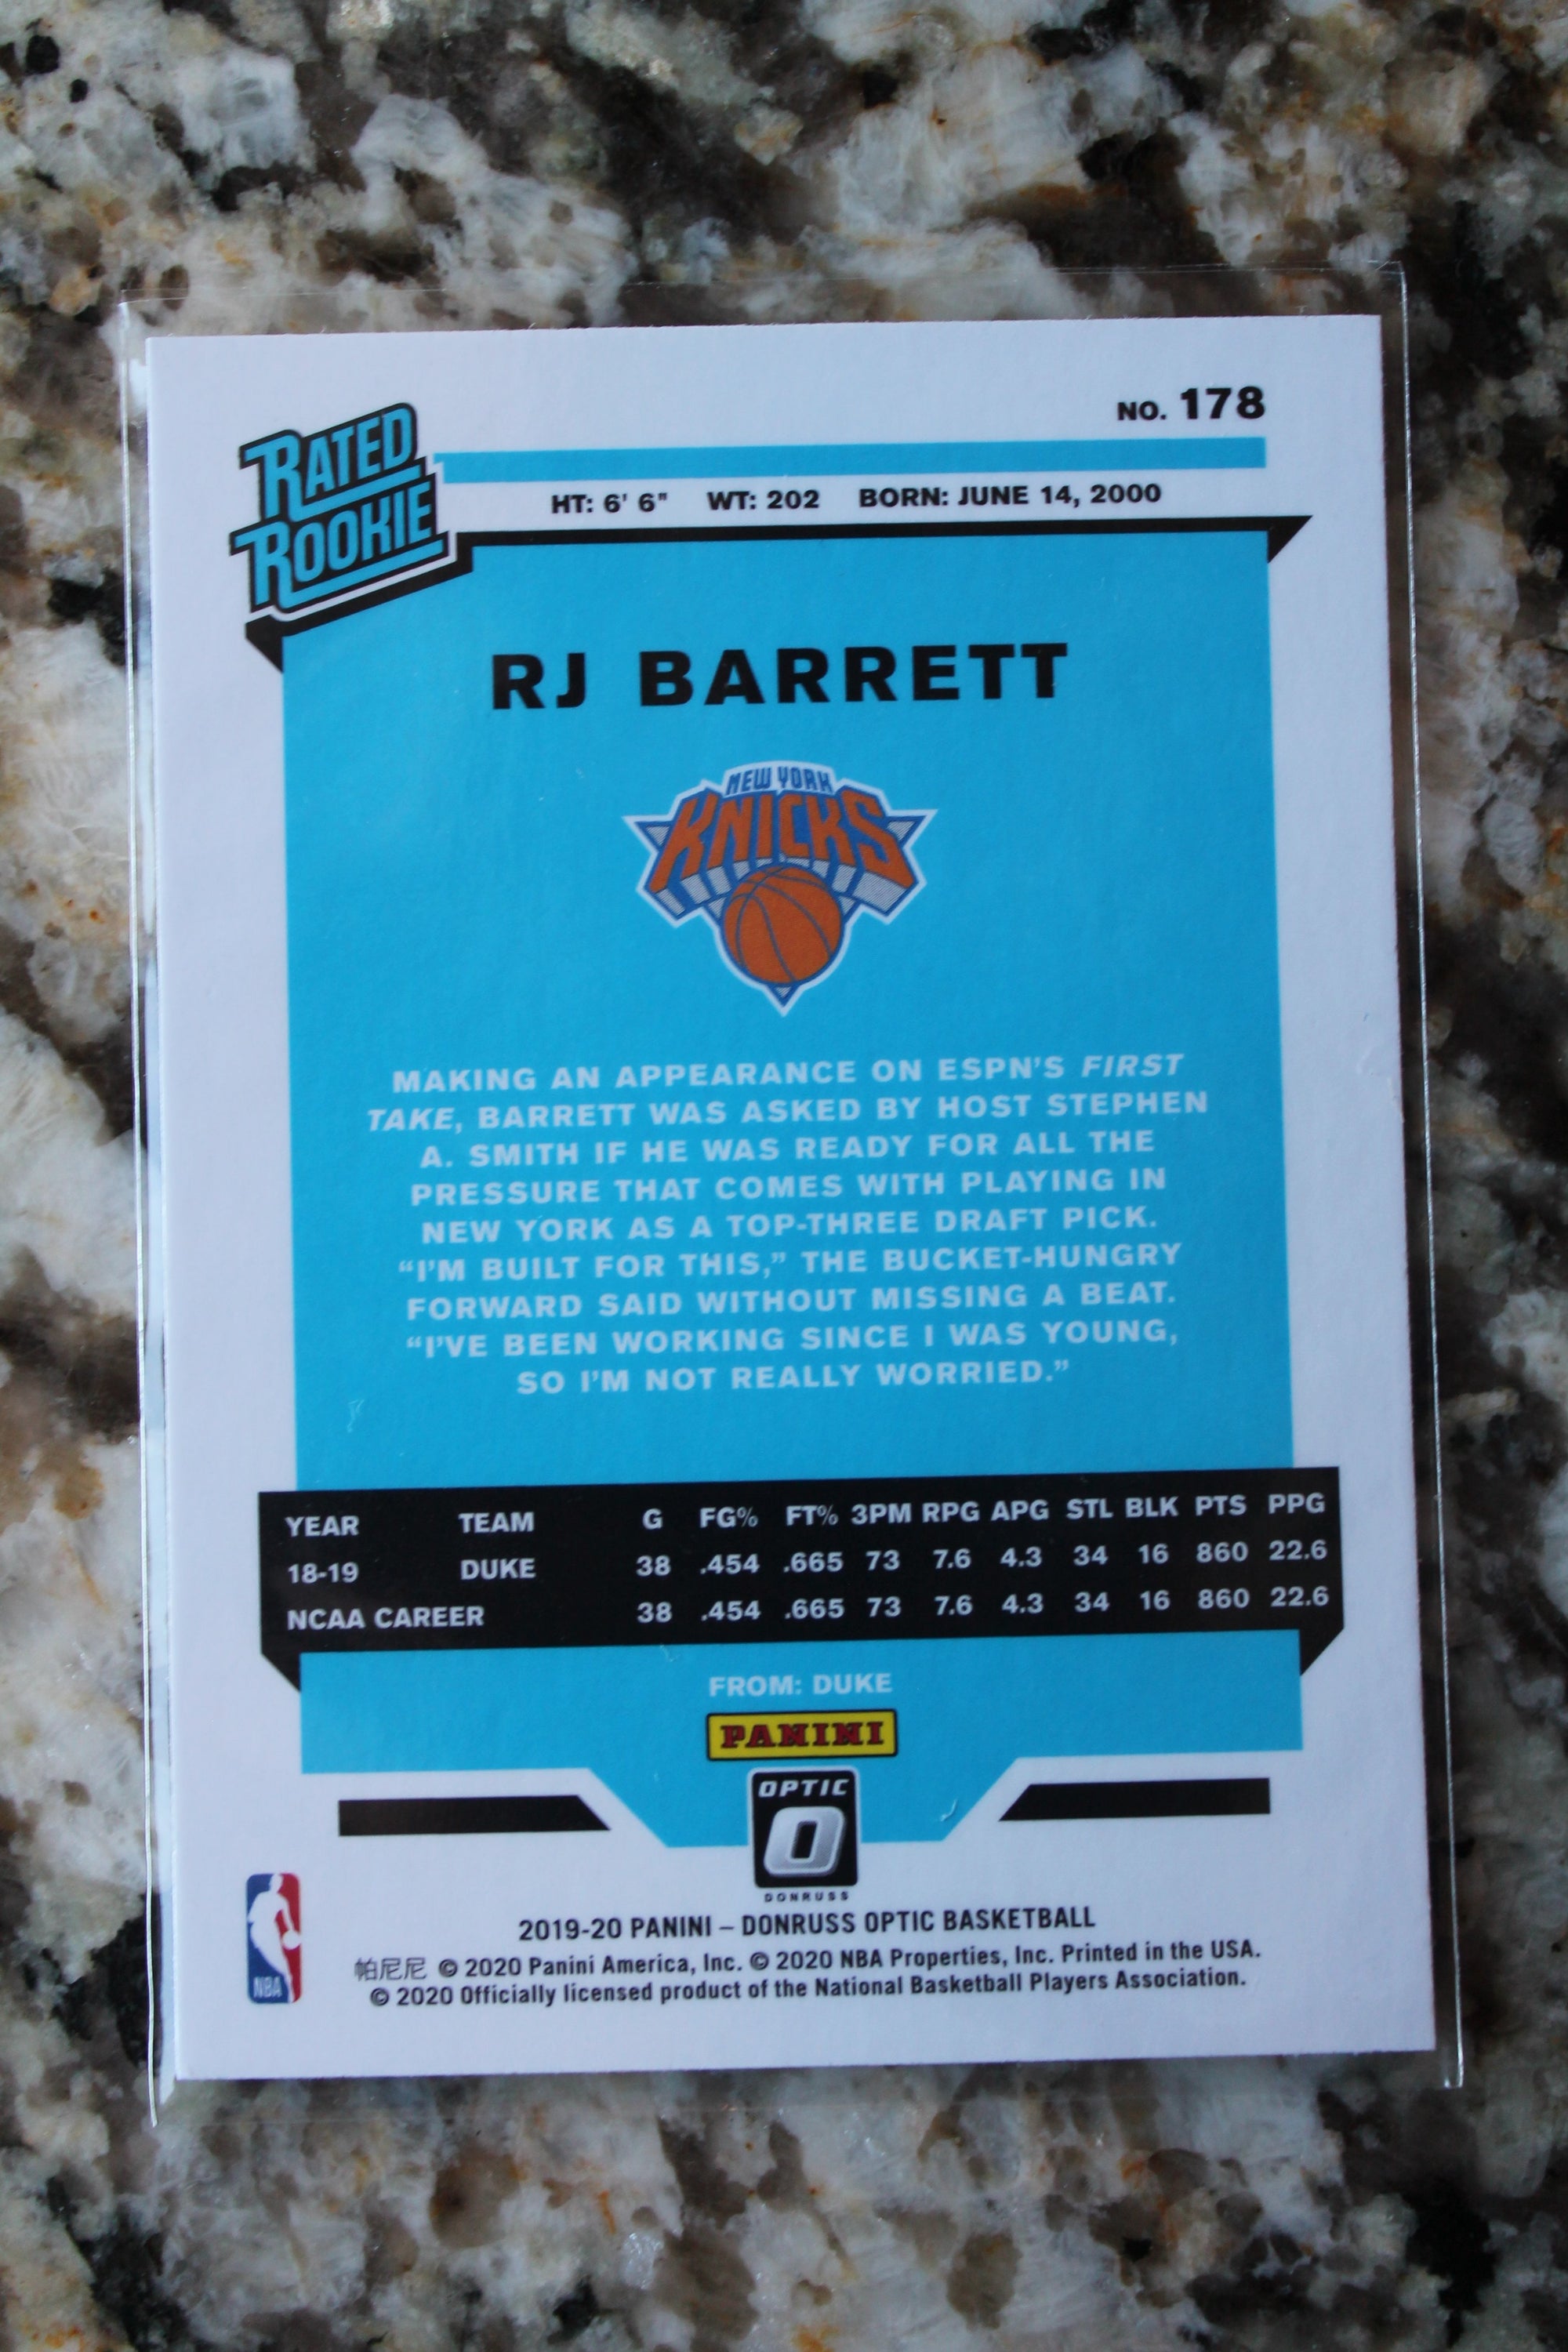 NO. 178
RATED
ROOKIE
HT: 6' 6" WT: 202 BORN: JUNE 14, 2000
RJ BARRETT
NEW YORK
KNICKS
MAKING AN APPEARANCE ON ESPN'S FIRST
TAKE, BARRETT WAS ASKED BY HOST STEPHEN
A. SMITH IF HE WAS READY FOR ALL THE
PRESSURE THAT COMES WITH PLAYING IN
NEW YORK AS A TOP-THREE DRAFT PICK.
“I'M BUILT FOR THIS,” THE BUCKET-HUNGRY
FORWARD SAID WITHOUT MISSING A BEAT.
“I'VE BEEN WORKING SINCE I WAS YOUNG,
SO I'M NOT REALLY WORRIED.”
YEAR TEAM G FG% FT% 3PM RPG APG STL BLK PTS PPG
18-19 DUKE 38 .454 .665 73 7.6 4.3 34 16 860 22.6
NCAA CAREER 38 .454 .665 73 7.6 4.3 34 16 860 22.6
FROM: DUKE
PANINI
OPTIC
O
DONRUSS
NBA
2019-20 PANINI – DONRUSS OPTIC BASKETBALL
帕尼尼 © 2020 Panini America, Inc. © 2020 NBA Properties, Inc. Printed in the USA.
© 2020 Officially licensed product of the National Basketball Players Association.